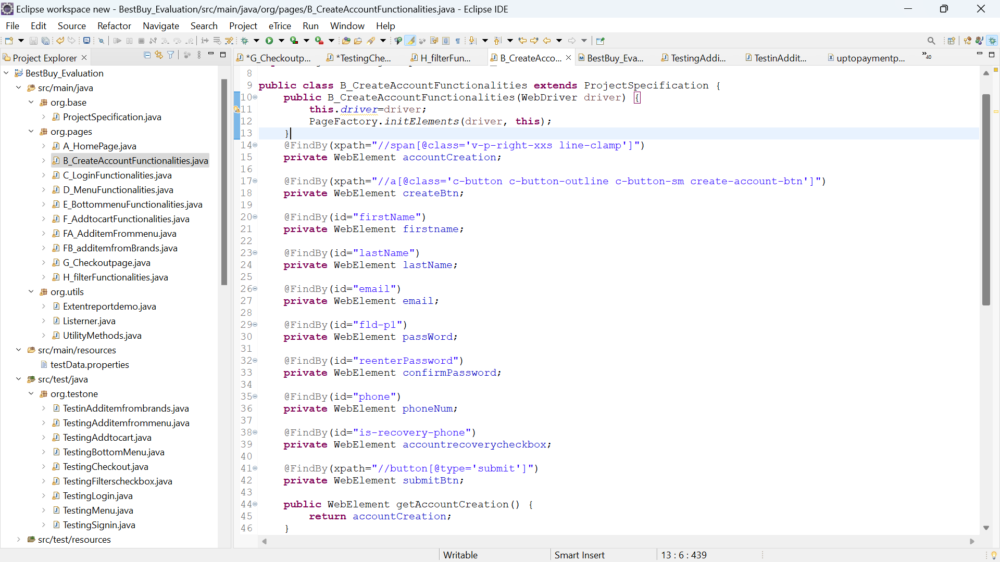 Eclipse workspace new - BestBuy_Evaluation/src/main/java/org/pages/B_CreateAccountFunctionalities.java - Eclipse IDE
File Edit Source Refactor Navigate Search Project eTrice Run Window Help
Project Explorer
*G_Checkoutp... *TestingChe... H_filterFun... B_CreateAcco... BestBuy_Eva... TestingAddi... TestinAddit... uptopaymentp... »40
BestBuy_Evaluation
src/main/java
org.base
ProjectSpecification.java
org.pages
A_HomePage.java
B_CreateAccountFunctionalities.java
C_LoginFunctionalities.java
D_MenuFunctionalities.java
E_BottommenuFunctionalities.java
F_AddtocartFunctionalities.java
FA_AdditemFrommenu.java
FB_additemfromBrands.java
G_Checkoutpage.java
H_filterFunctionalities.java
org.utils
Extentreportdemo.java
Listerner.java
UtilityMethods.java
src/main/resources
testData.properties
src/test/java
org.testone
TestinAdditemfrombrands.java
TestingAdditemfrommenu.java
TestingAddtocart.java
TestingBottomMenu.java
TestingCheckout.java
TestingFilterscheckbox.java
TestingLogin.java
TestingMenu.java
TestingSignin.java
src/test/resources
8
9 public class B_CreateAccountFunctionalities extends ProjectSpecification {
10 public B_CreateAccountFunctionalities(WebDriver driver) {
11 this.driver=driver;
12 PageFactory.initElements(driver, this);
13 }
14 @FindBy(xpath="//span[@class='v-p-right-xxs line-clamp']")
15 private WebElement accountCreation;
16
17 @FindBy(xpath="//a[@class='c-button c-button-outline c-button-sm create-account-btn']")
18 private WebElement createBtn;
19
20 @FindBy(id="firstName")
21 private WebElement firstname;
22
23 @FindBy(id="lastName")
24 private WebElement lastName;
25
26 @FindBy(id="email")
27 private WebElement email;
28
29 @FindBy(id="fld-p1")
30 private WebElement passWord;
31
32 @FindBy(id="reenterPassword")
33 private WebElement confirmPassword;
34
35 @FindBy(id="phone")
36 private WebElement phoneNum;
37
38 @FindBy(id="is-recovery-phone")
39 private WebElement accountrecoverycheckbox;
40
41 @FindBy(xpath="//button[@type='submit']")
42 private WebElement submitBtn;
43
44 public WebElement getAccountCreation() {
45 return accountCreation;
46 }
Writable Smart Insert 13 : 6 : 439